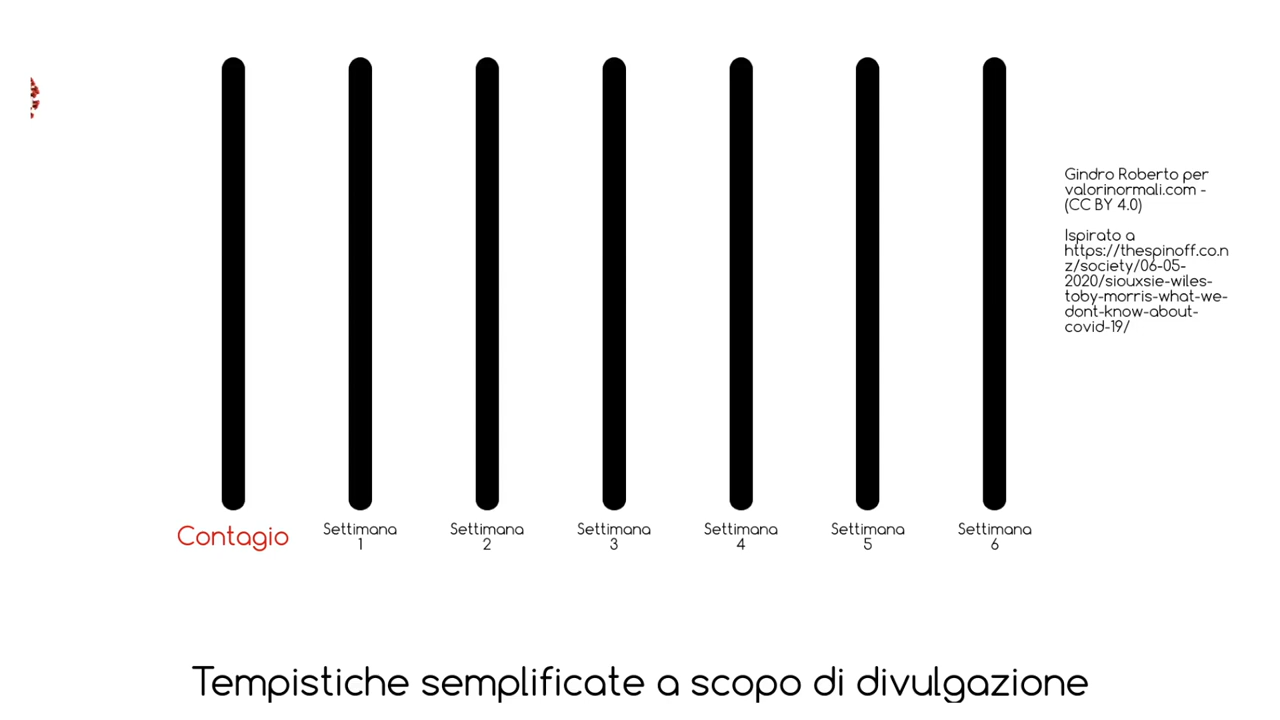 Gindro Roberto per
valorinormali.com -
(CC BY 4.0)
Ispirato a
https://thespinoff.co.n
z/society/06-05-
2020/siouxsie-wiles-
toby-morris-what-we-
dont-know-about-
covid-19/
Contagio
Settimana
1
Settimana
2
Settimana
3
Settimana
4
Settimana
5
Settimana
6
Tempistiche semplificate a scopo di divulgazione